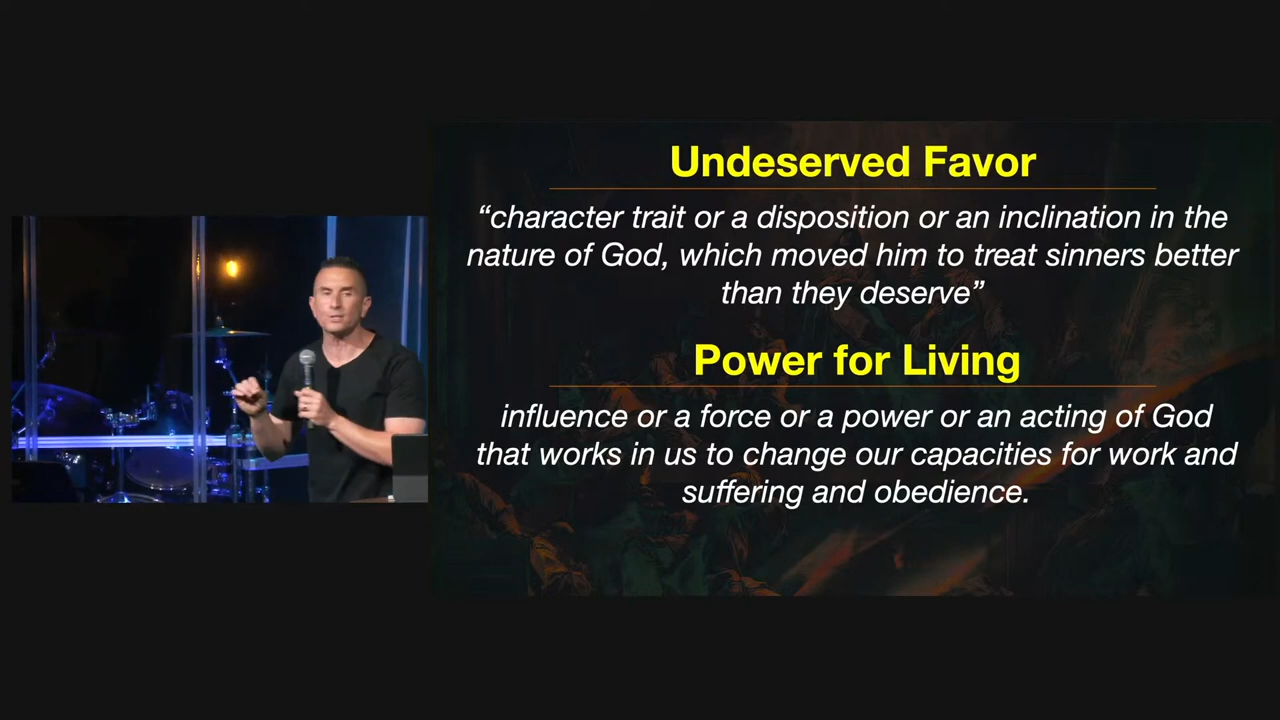 Undeserved Favor
“character trait or a disposition or an inclination in the
nature of God, which moved him to treat sinners better
than they deserve”
Power for Living
influence or a force or a power or an acting of God
that works in us to change our capacities for work and
suffering and obedience.